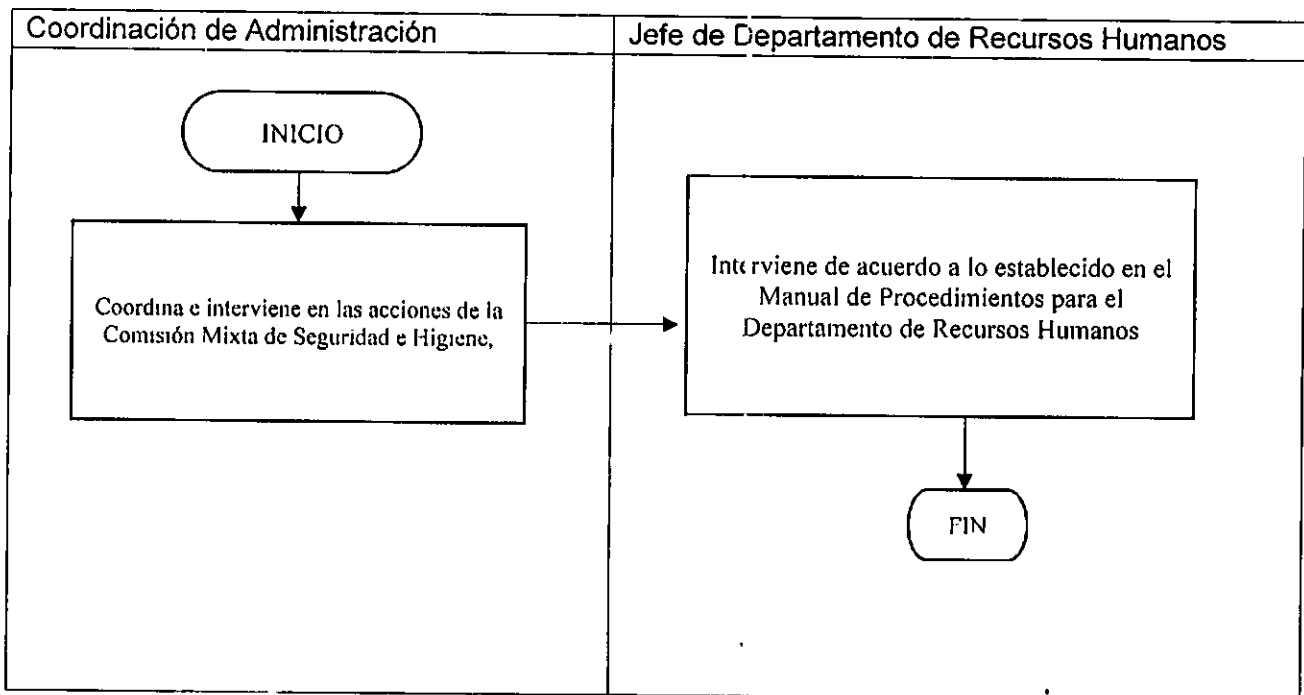 Coordinación de Administración
Jefe de Departamento de Recursos Humanos
INICIO
Coordina e interviene en las acciones de la
Comisión Mixta de Seguridad e Higiene,
Interviene de acuerdo a lo establecido en el
Manual de Procedimientos para el
Departamento de Recursos Humanos
FIN